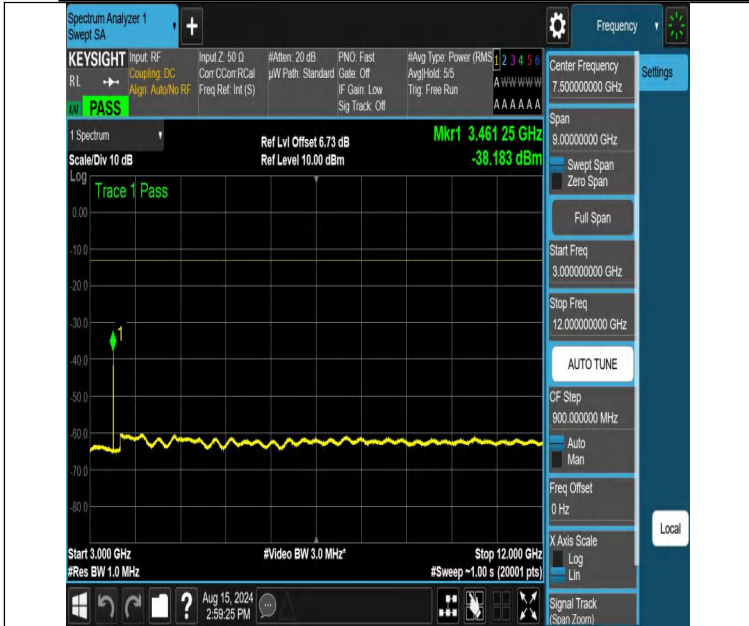 Spectrum Analyzer 1
Swept SA
Frequency
KEYSIGHT
RL
LXI
PASS
Input: RF
Coupling: DC
Align: Auto/No RF
Input Z: 50 Ω
Corr CCorr RCal
Freq Ref: Int (S)
#Atten: 20 dB
µW Path: Standard
PNO: Fast
Gate: Off
IF Gain: Low
Sig Track: Off
#Avg Type: Power (RMS
Avg|Hold: 5/5
Trig: Free Run
1 2 3 4 5 6
A W W W W W
A A A A A A
1 Spectrum
Scale/Div 10 dB
Ref Lvl Offset 6.73 dB
Ref Level 10.00 dBm
Mkr1 3.461 25 GHz
-38.183 dBm
Log
Trace 1 Pass
0.00
-10.0
-20.0
-30.0
1
-40.0
-50.0
-60.0
-70.0
-80.0
Start 3.000 GHz
#Video BW 3.0 MHz*
Stop 12.000 GHz
#Res BW 1.0 MHz
#Sweep ~1.00 s (20001 pts)
?
Aug 15, 2024
2:59:25 PM
Center Frequency
7.500000000 GHz
Settings
Span
9.00000000 GHz
Swept Span
Zero Span
Full Span
Start Freq
3.000000000 GHz
Stop Freq
12.000000000 GHz
AUTO TUNE
CF Step
900.000000 MHz
Auto
Man
Freq Offset
0 Hz
X Axis Scale
Log
Lin
Local
Signal Track
(Span Zoom)